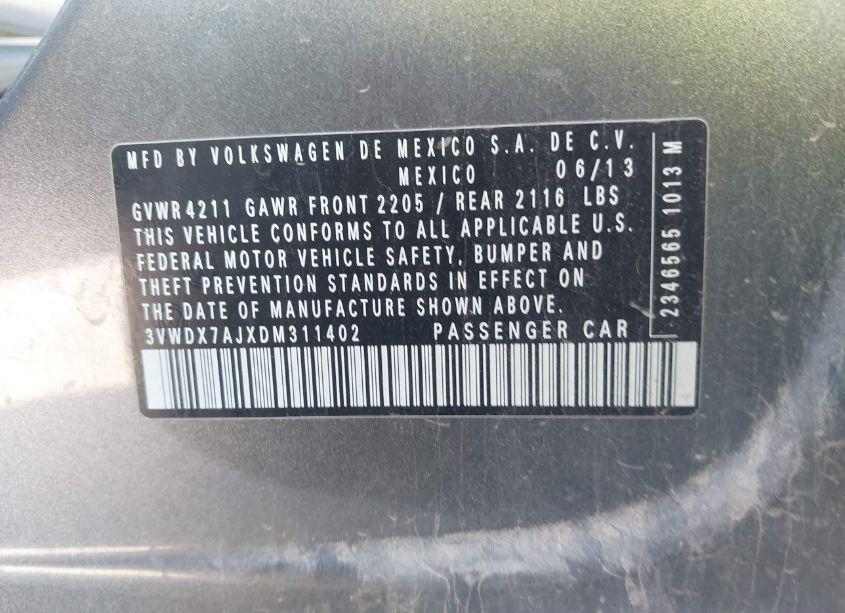 MFD BY VOLKSWAGEN DE MEXICO S.A. DE C.V.
MEXICO 06/13
GVWR 4211 GAWR FRONT 2205 / REAR 2116 LBS
THIS VEHICLE CONFORMS TO ALL APPLICABLE U.S.
FEDERAL MOTOR VEHICLE SAFETY, BUMPER AND
THEFT PREVENTION STANDARDS IN EFFECT ON
THE DATE OF MANUFACTURE SHOWN ABOVE.
3VWDX7AJXDM311402 PASSENGER CAR
2346565 1013 M